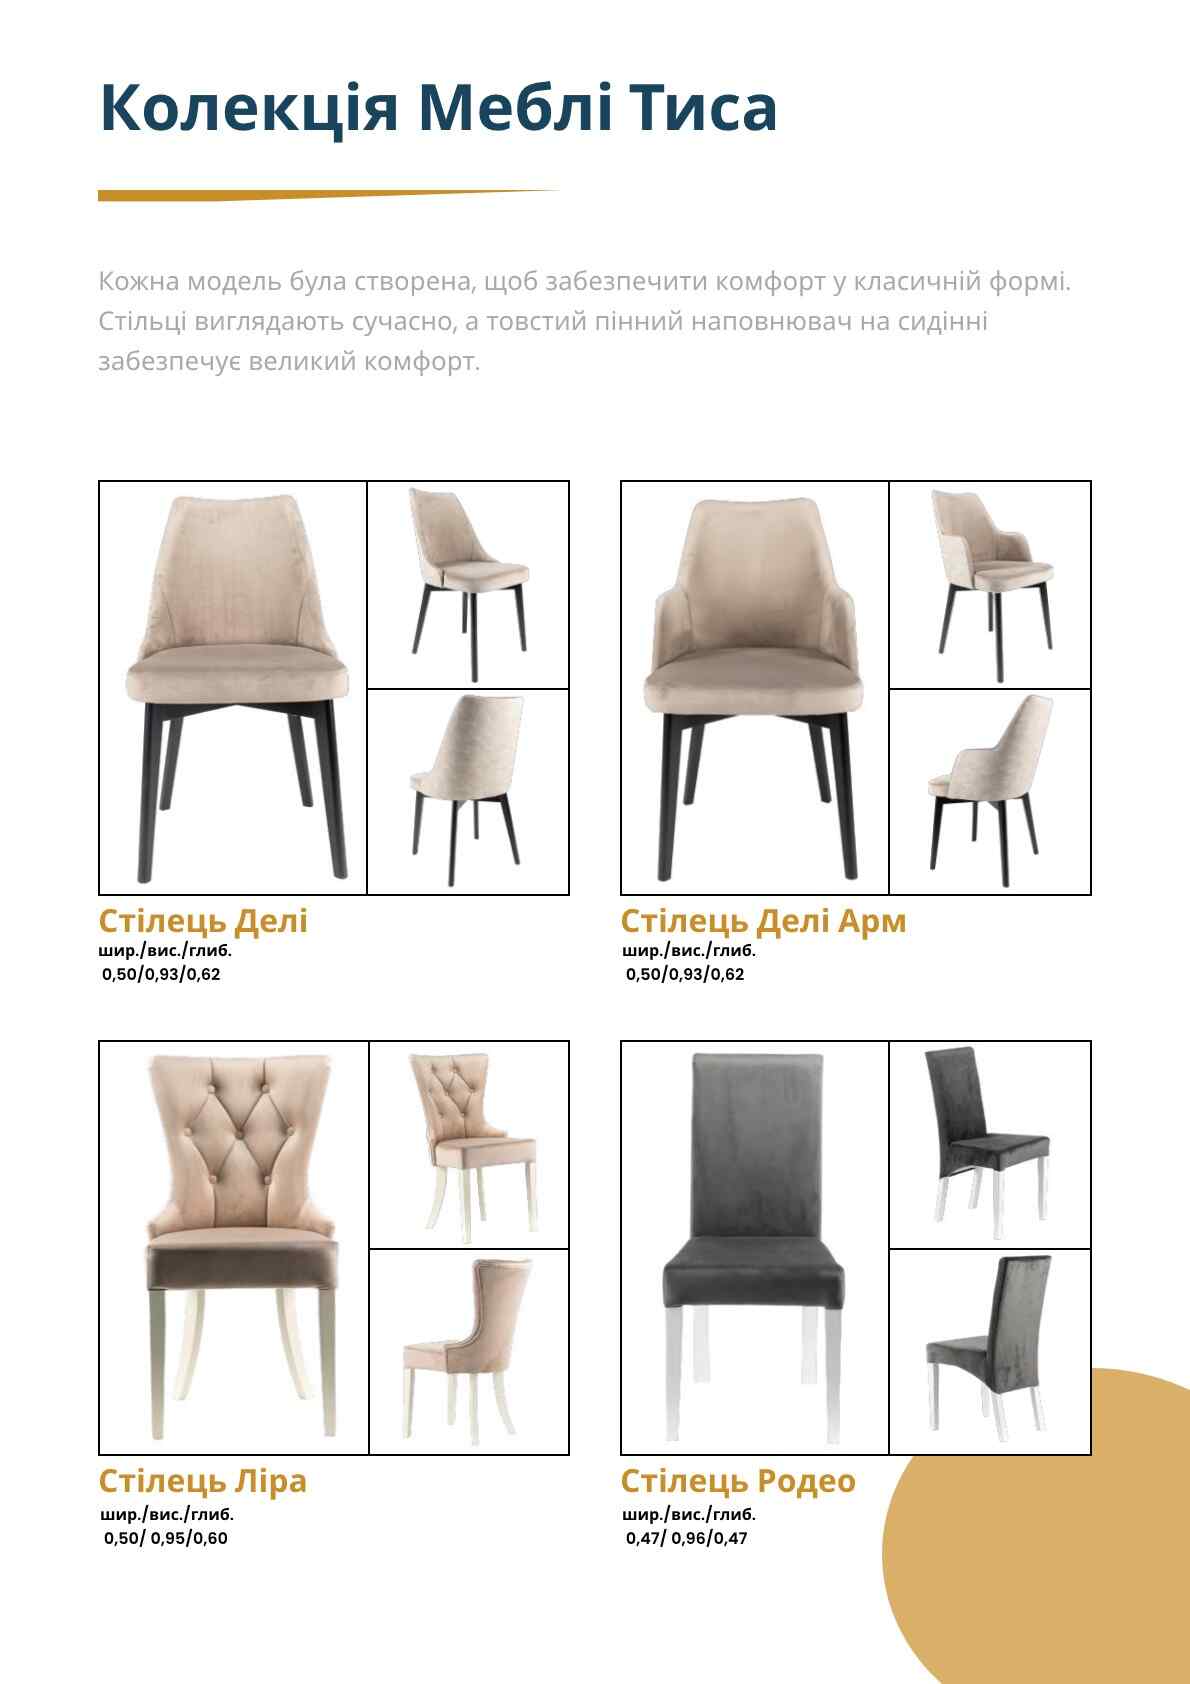 Колекція Меблі Тиса
Кожна модель була створена, щоб забезпечити комфорт у класичній формі.
Стільці виглядають сучасно, а товстий пінний наповнювач на сидінні
забезпечує великий комфорт.
Стілець Делі
шир./вис./глиб.
0,50/0,93/0,62
Стілець Делі Арм
шир./вис./глиб.
0,50/0,93/0,62
Стілець Ліра
шир./вис./глиб.
0,50/ 0,95/0,60
Стілець Родео
шир./вис./глиб.
0,47/ 0,96/0,47